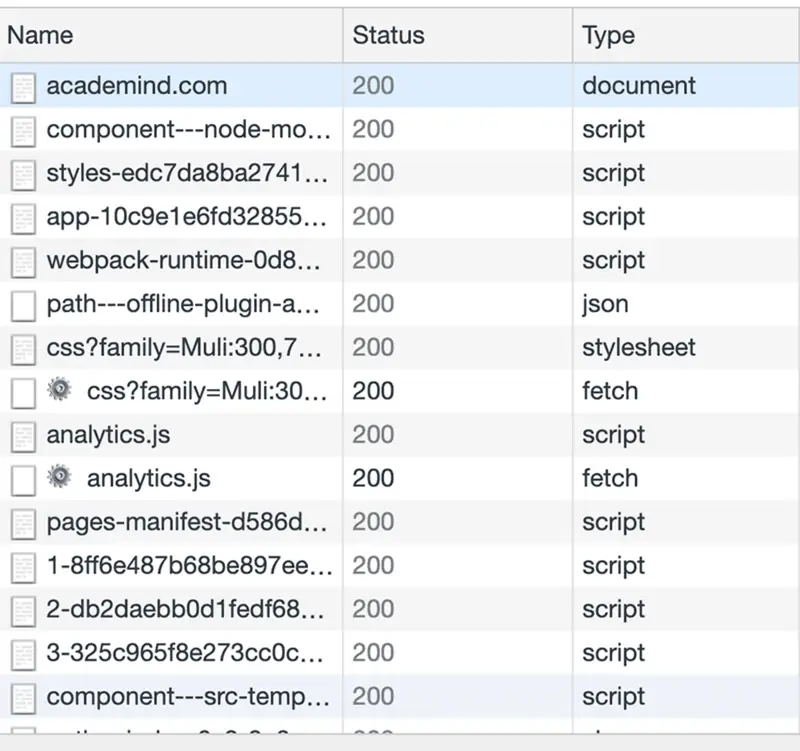 Name Status Type
academind.com 200 document
component---node-mo... 200 script
styles-edc7da8ba2741... 200 script
app-10c9e1e6fd32855... 200 script
webpack-runtime-0d8... 200 script
path---offline-plugin-a... 200 json
css?family=Muli:300,7... 200 stylesheet
css?family=Muli:30... 200 fetch
analytics.js 200 script
analytics.js 200 fetch
pages-manifest-d586d... 200 script
1-8ff6e487b68be897ee... 200 script
2-db2daebb0d1fedf68... 200 script
3-325c965f8e273cc0c... 200 script
component---src-temp... 200 script